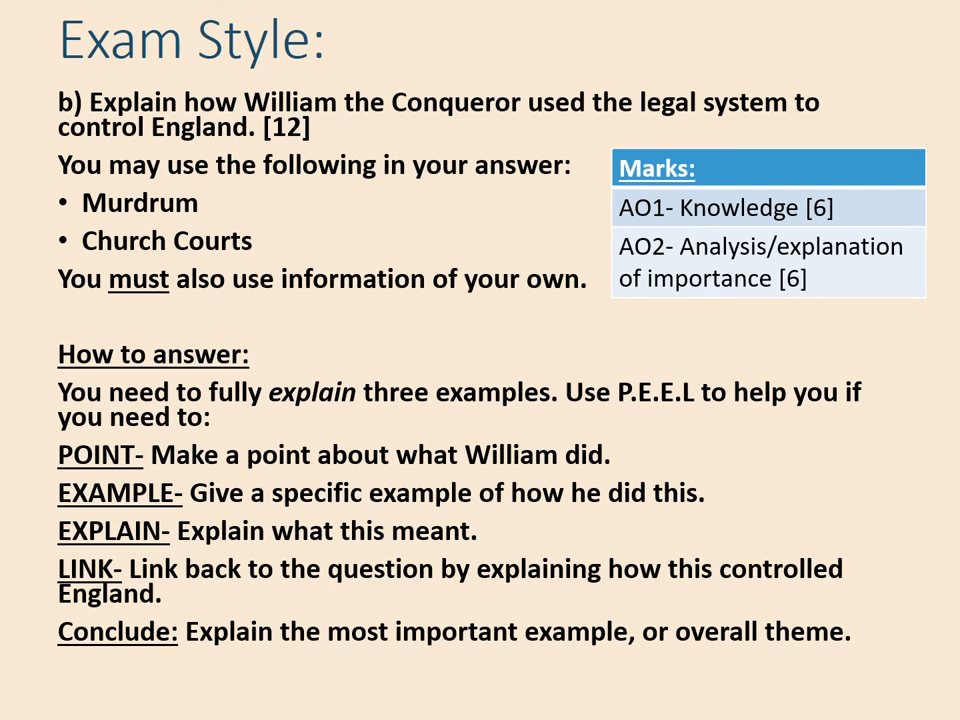 Exam Style:
b) Explain how William the Conqueror used the legal system to
control England. [12]
You may use the following in your answer:
• Murdrum
• Church Courts
You must also use information of your own.
Marks:
AO1- Knowledge [6]
AO2- Analysis/explanation
of importance [6]
How to answer:
You need to fully explain three examples. Use P.E.E.L to help you if
you need to:
POINT- Make a point about what William did.
EXAMPLE- Give a specific example of how he did this.
EXPLAIN- Explain what this meant.
LINK- Link back to the question by explaining how this controlled
England.
Conclude: Explain the most important example, or overall theme.